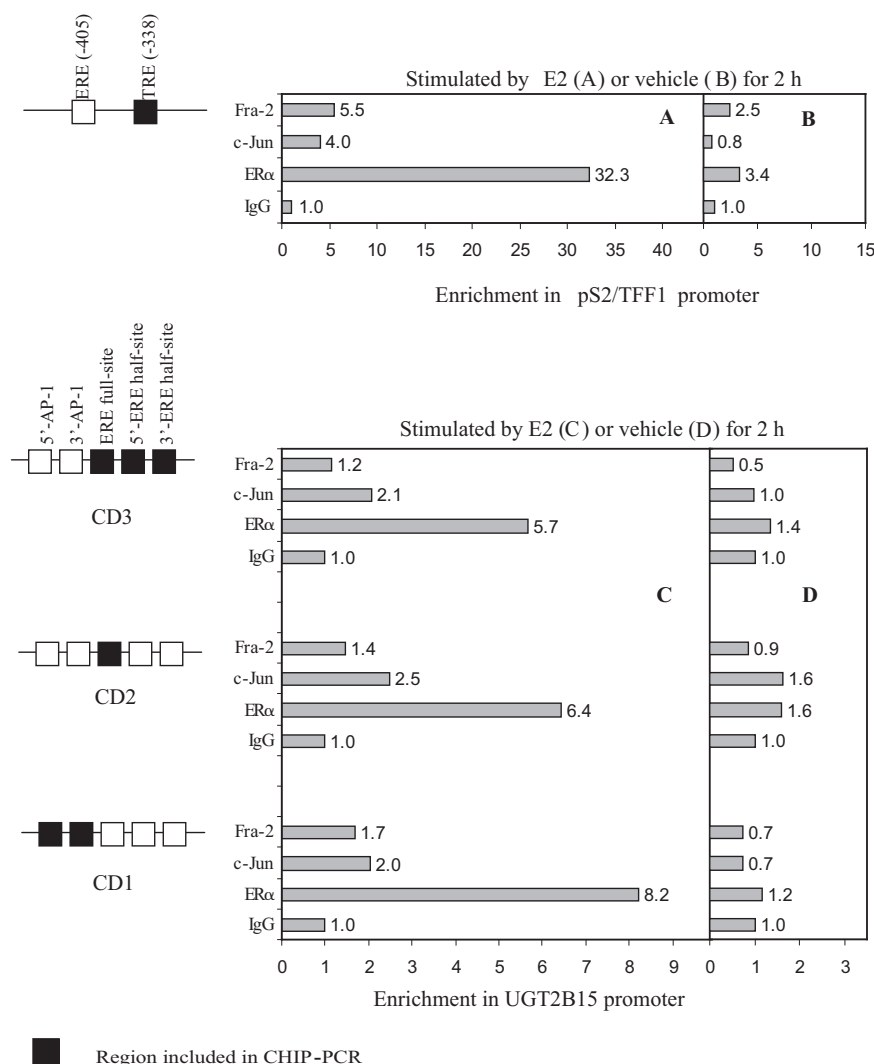 ERE (-405)
TRE (-338)
Stimulated by E2 (A) or vehicle (B) for 2 h
Fra-2
5.5
A
2.5
B
c-Jun
4.0
0.8
ERα
32.3
3.4
IgG
1.0
1.0
0 5 10 15 20 25 30 35 40
0 5 10 15
Enrichment in pS2/TFF1 promoter
5'-AP-1
3'-AP-1
ERE full-site
5'-ERE half-site
3'-ERE half-site
CD3
Stimulated by E2 (C) or vehicle (D) for 2 h
Fra-2
1.2
0.5
c-Jun
2.1
1.0
ERα
5.7
1.4
IgG
1.0
1.0
C
D
CD2
Fra-2
1.4
0.9
c-Jun
2.5
1.6
ERα
6.4
1.6
IgG
1.0
1.0
CD1
Fra-2
1.7
0.7
c-Jun
2.0
0.7
ERα
8.2
1.2
IgG
1.0
1.0
0 1 2 3 4 5 6 7 8 9
0 1 2 3
Enrichment in UGT2B15 promoter
Region included in CHIP-PCR